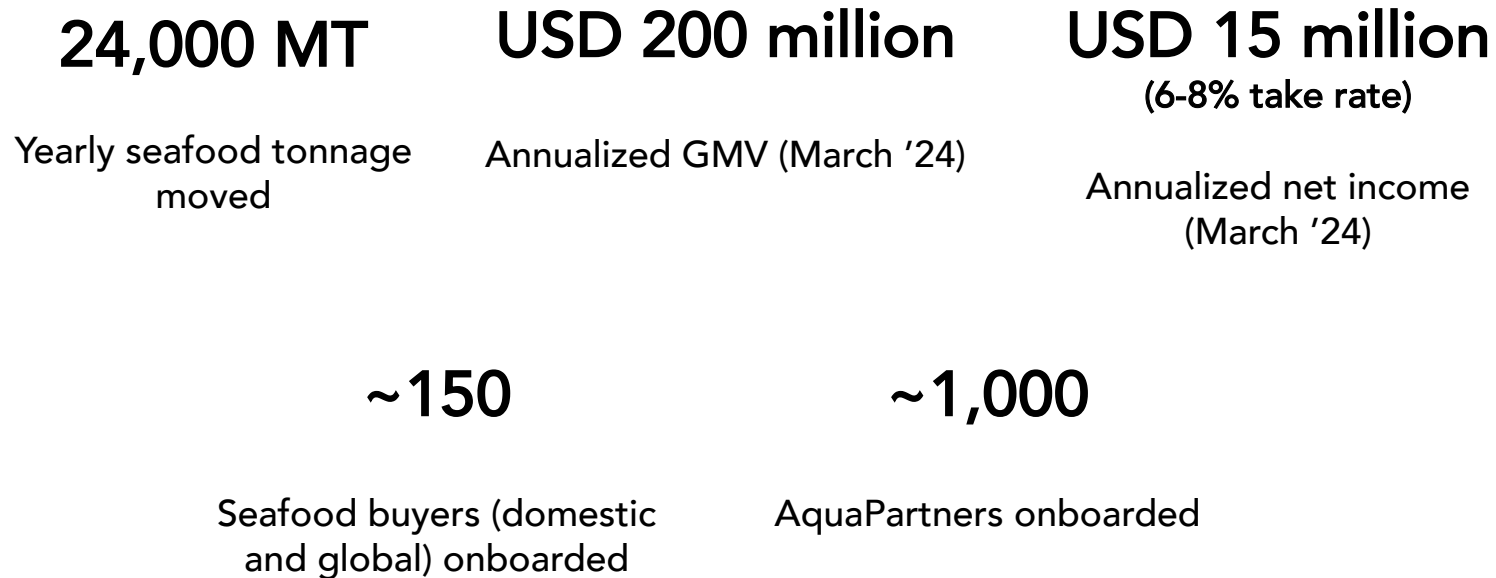 24,000 MT
Yearly seafood tonnage
moved
USD 200 million
Annualized GMV (March ’24)
USD 15 million
(6-8% take rate)
Annualized net income
(March ’24)
~150
Seafood buyers (domestic
and global) onboarded
~1,000
AquaPartners onboarded